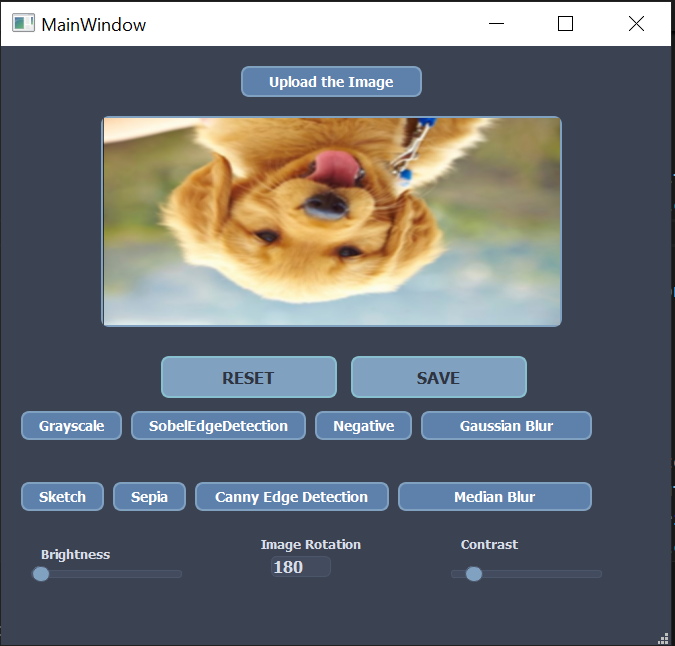 MainWindow
Upload the Image
RESET SAVE
Grayscale SobelEdgeDetection Negative Gaussian Blur
Sketch Sepia Canny Edge Detection Median Blur
Brightness Image Rotation Contrast
180